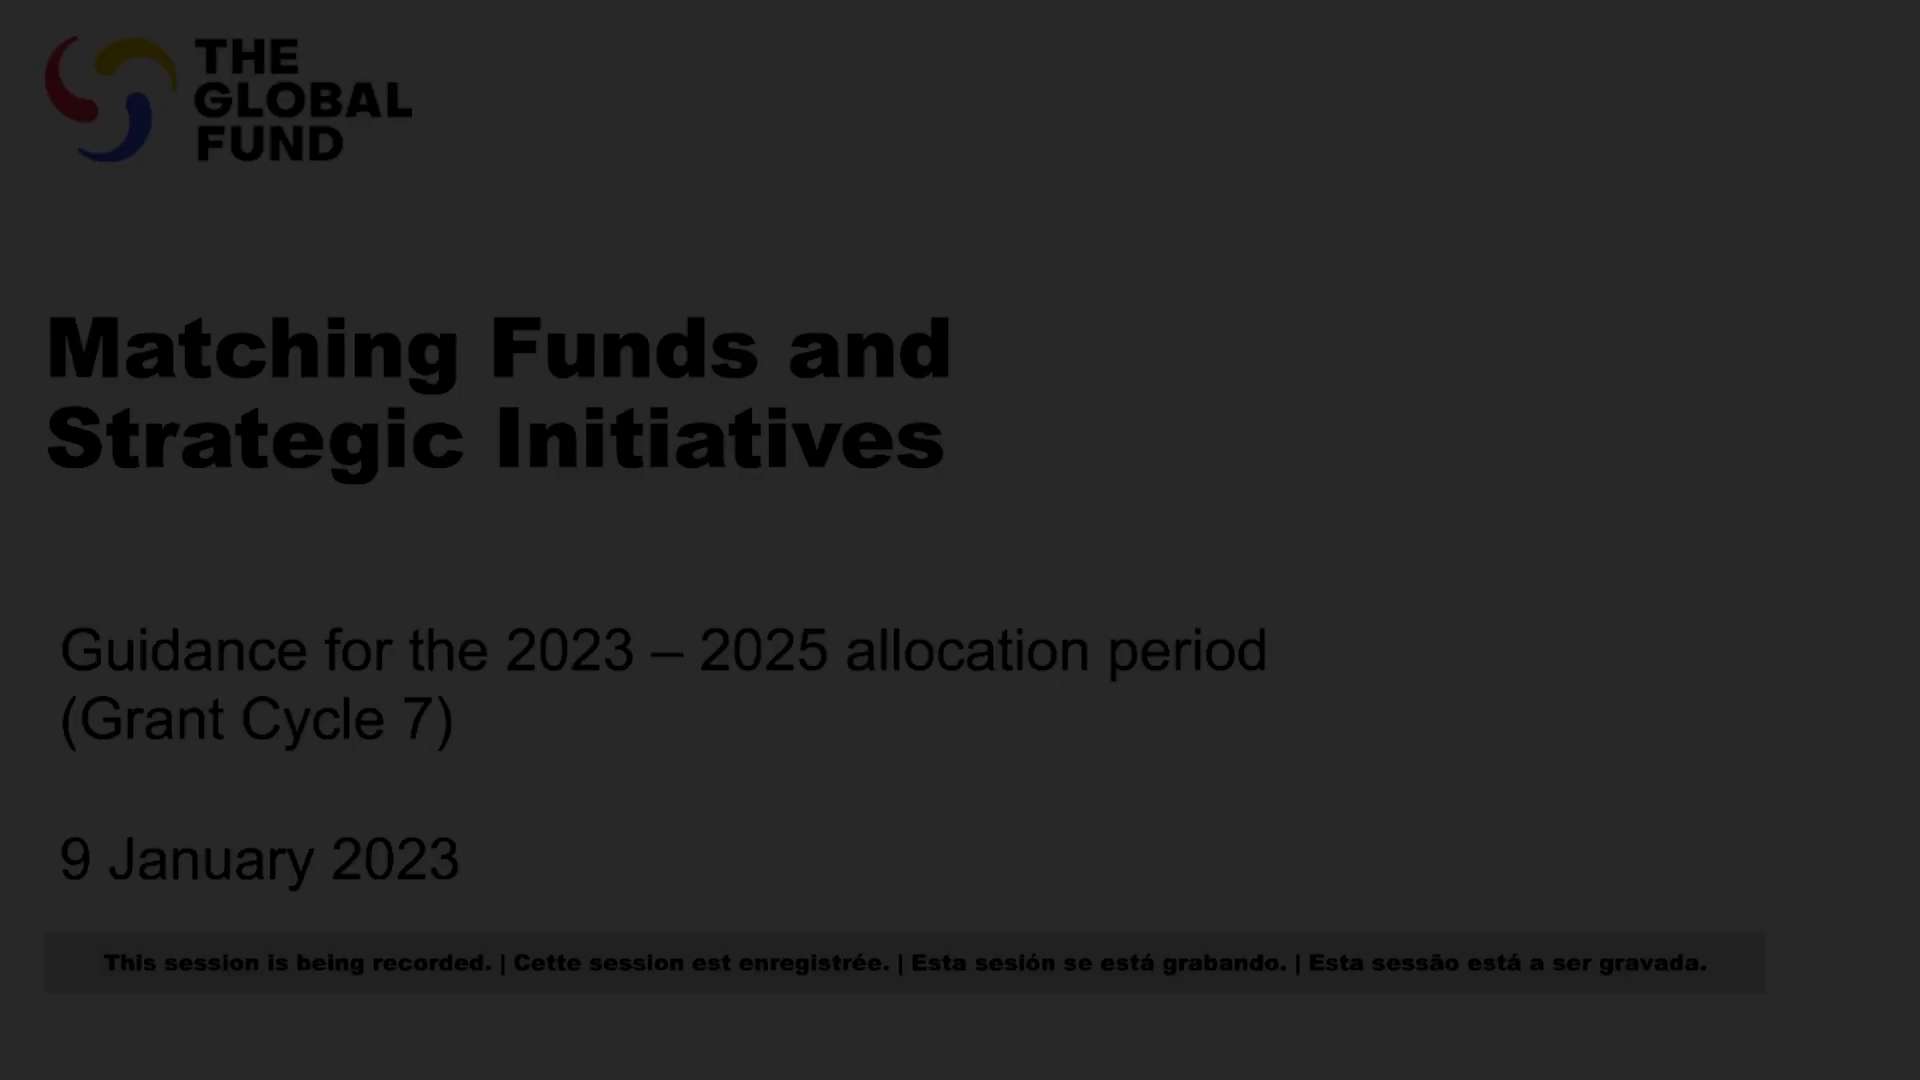 THE
GLOBAL
FUND
Matching Funds and
Strategic Initiatives
Guidance for the 2023 – 2025 allocation period
(Grant Cycle 7)
9 January 2023
This session is being recorded. | Cette session est enregistrée. | Esta sesión se está grabando. | Esta sessão está a ser gravada.